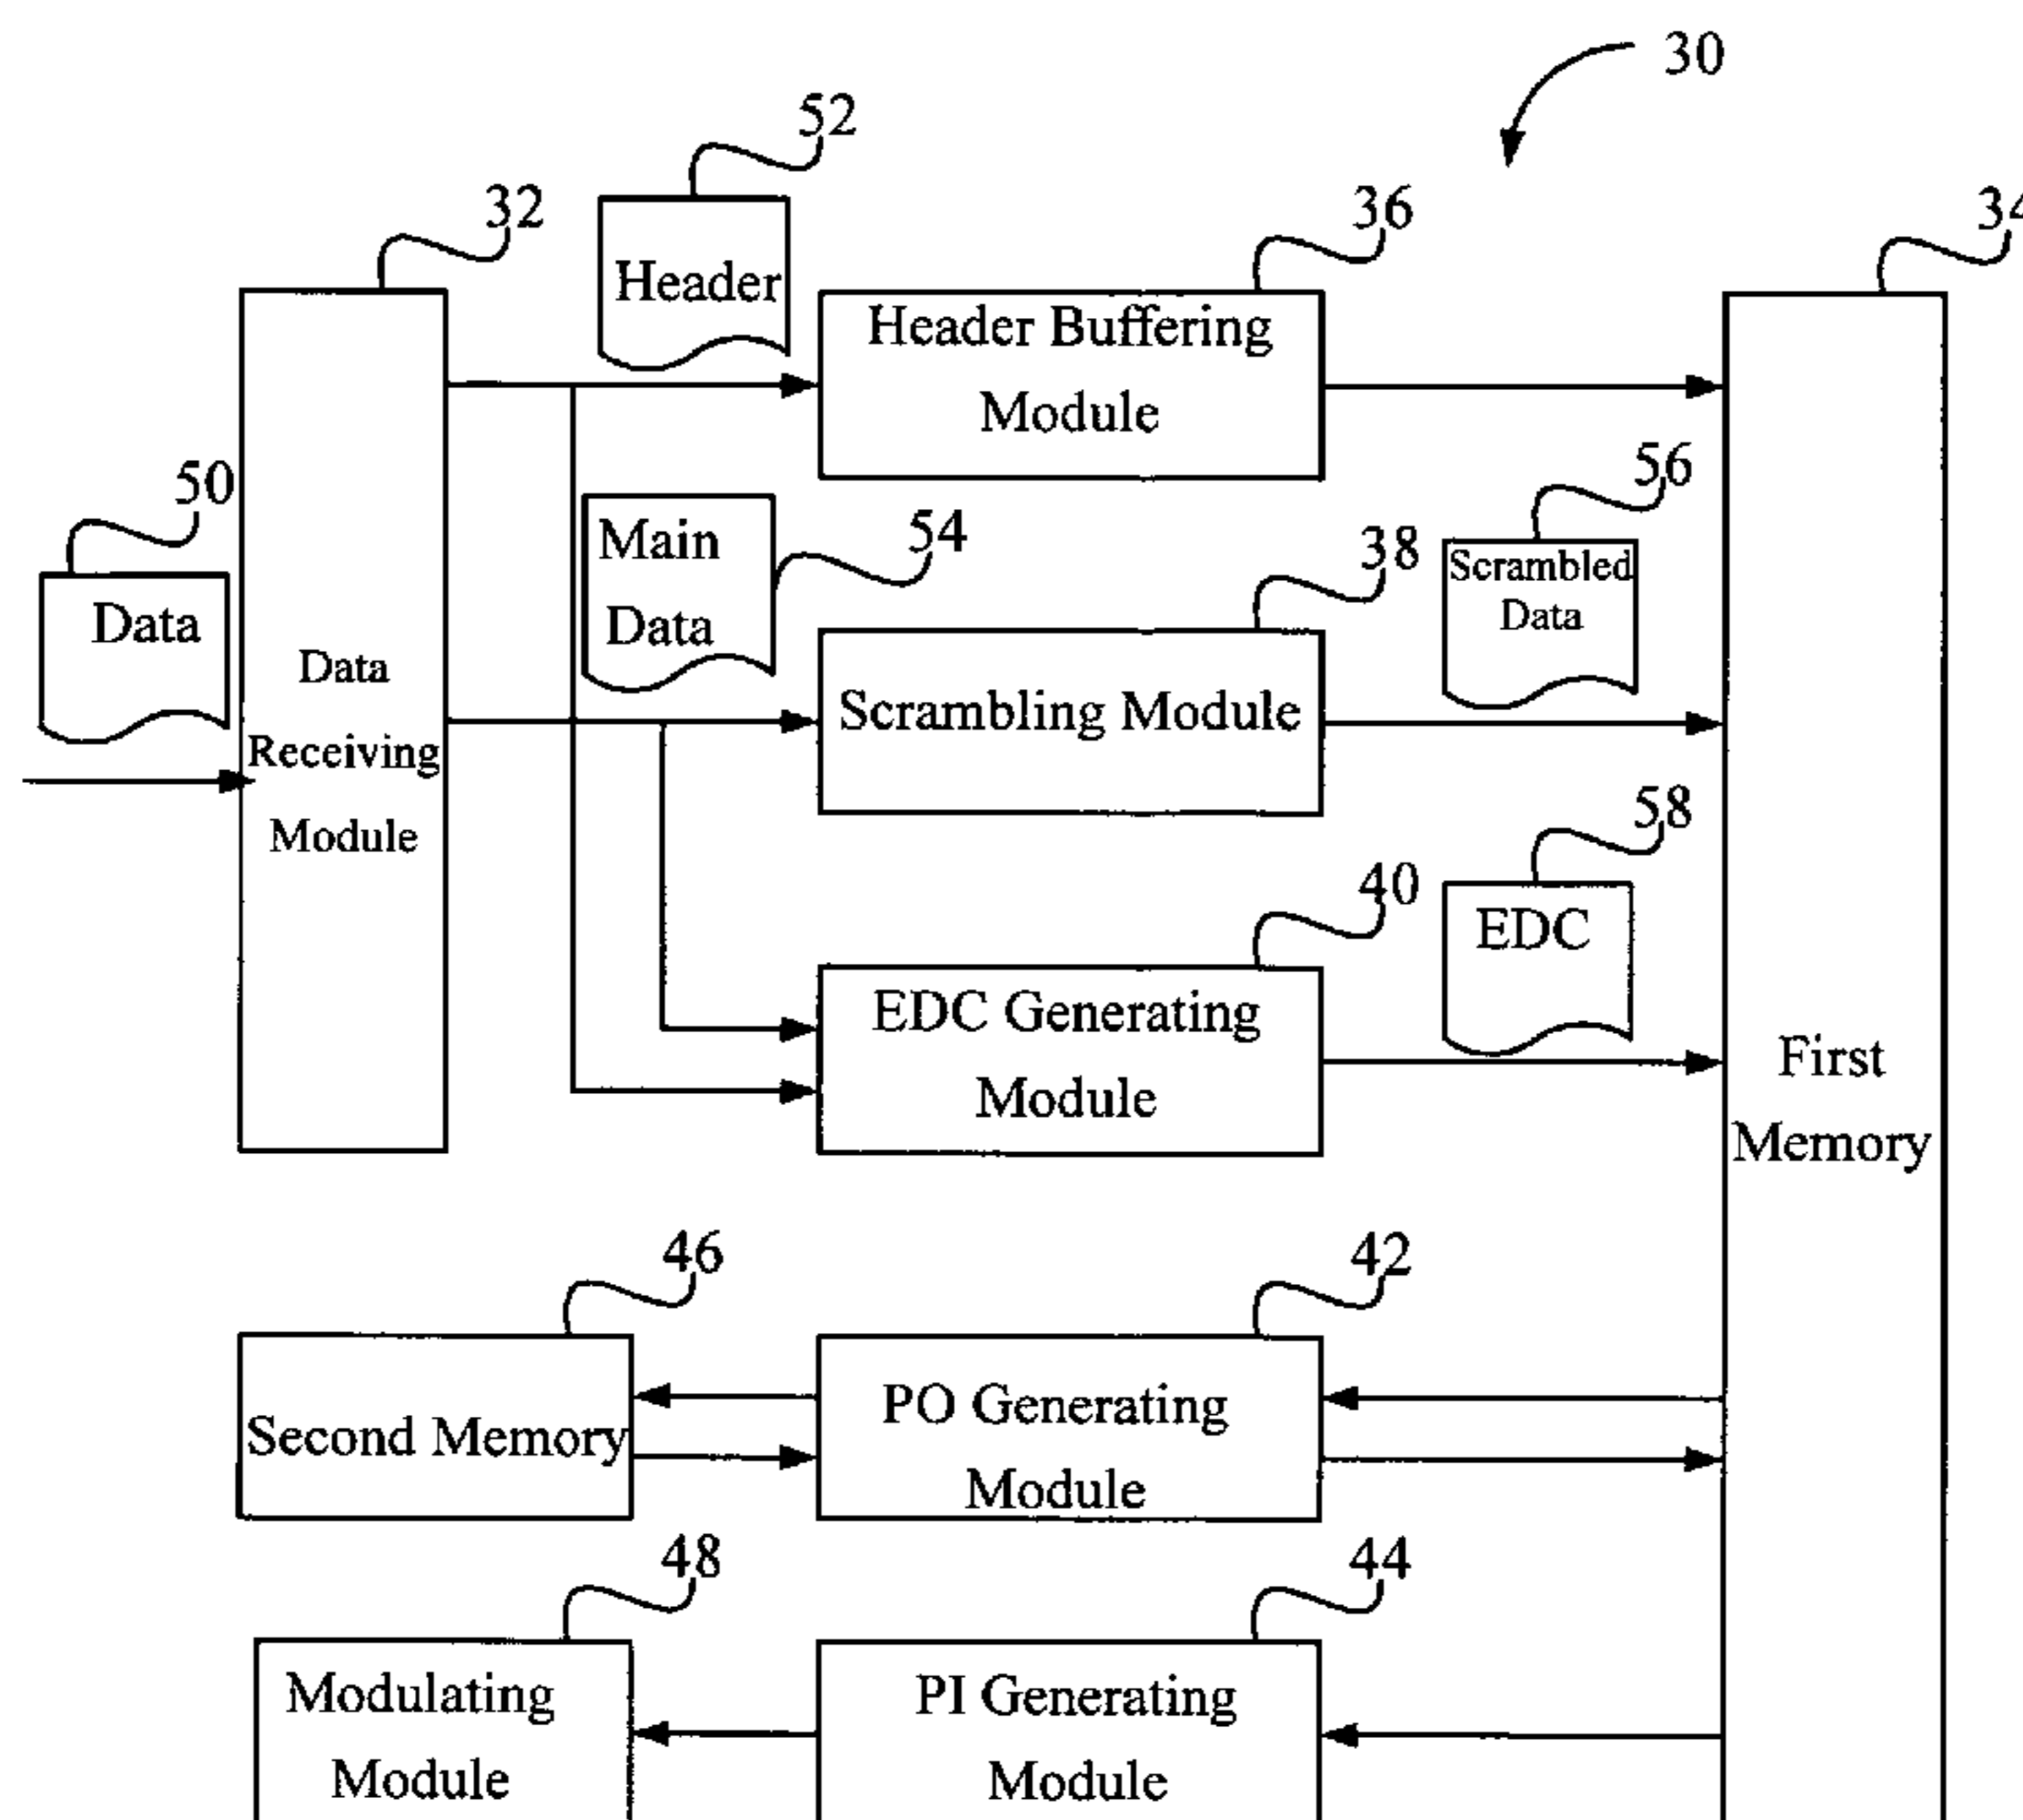 30
52
32
36
34
Header
Header Buffering
Module
50
Main
Data
54
56
38
Scrambled
Data
Data
Data
Receiving
Module
Scrambling Module
58
40
EDC
EDC Generating
Module
First
Memory
46
42
Second Memory
PO Generating
Module
48
44
Modulating
Module
PI Generating
Module